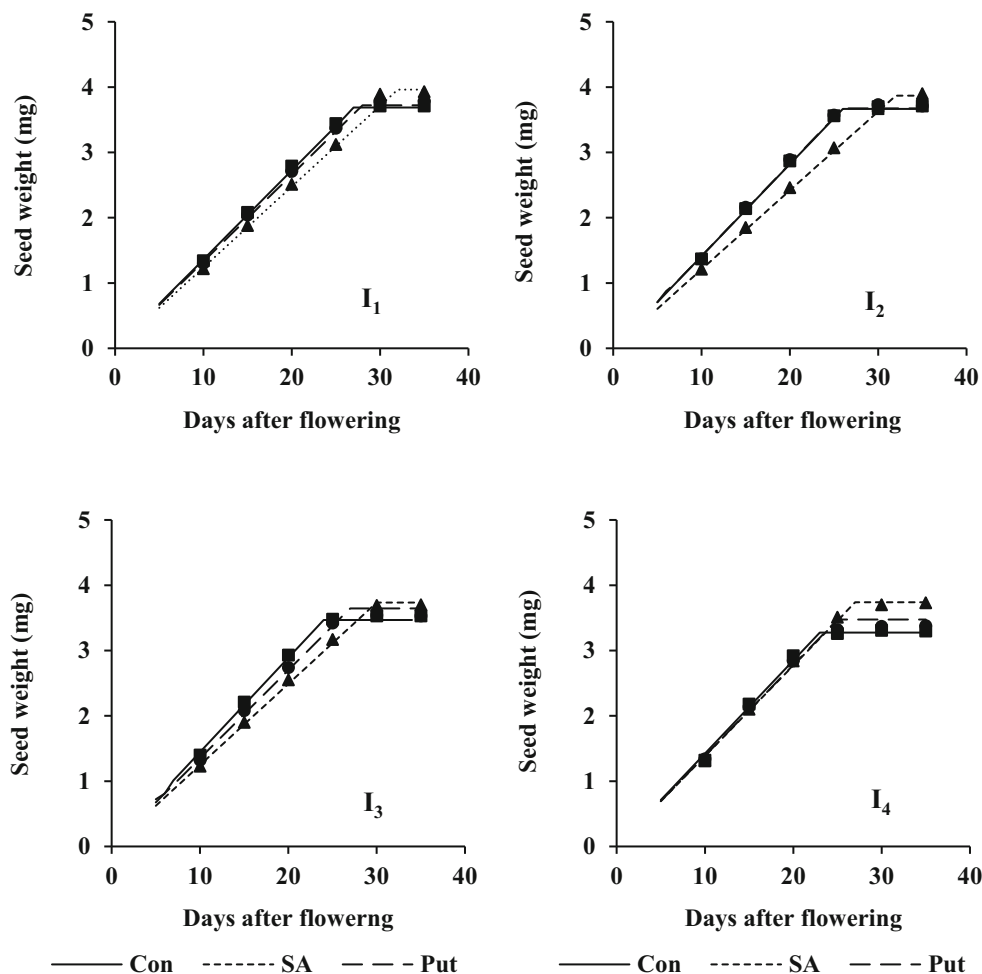 Seed weight (mg)
5
4
3
2
1
0
I1
0 10 20 30 40
Days after flowering
Seed weight (mg)
5
4
3
2
1
0
I2
0 10 20 30 40
Days after flowering
Seed weight (mg)
5
4
3
2
1
0
I3
0 10 20 30 40
Days after flowerng
Seed weight (mg)
5
4
3
2
1
0
I4
0 10 20 30 40
Days after flowering
Con SA Put
Con SA Put